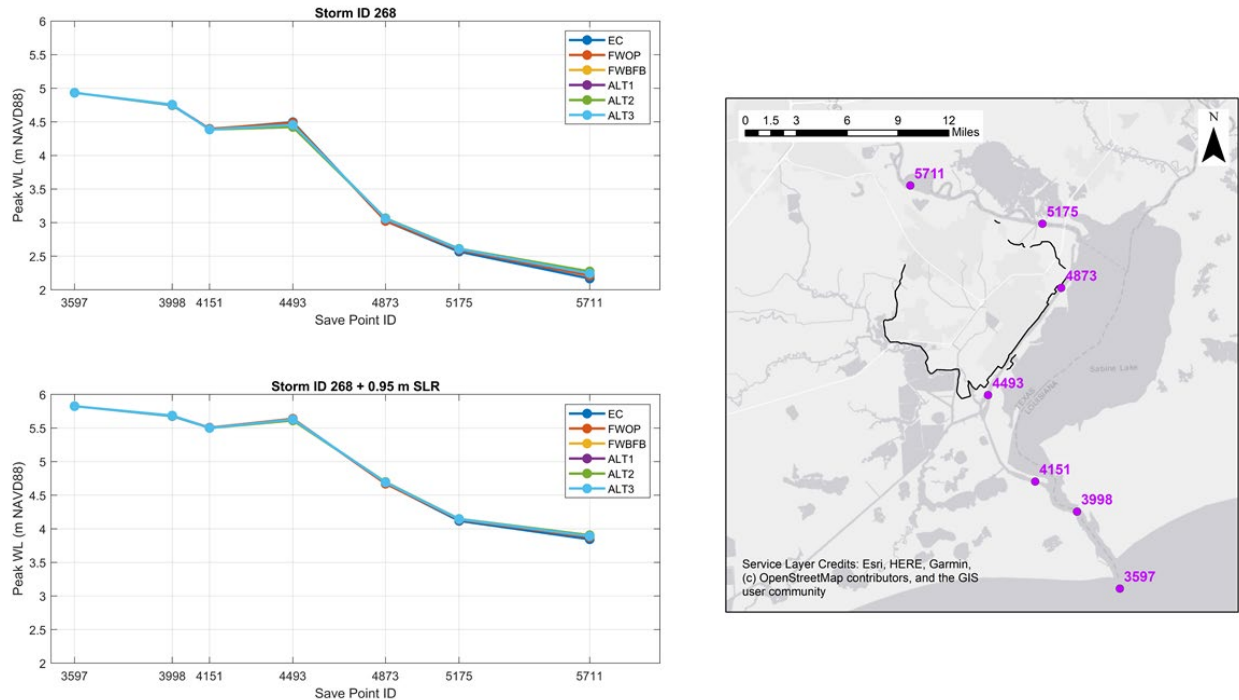 Storm ID 268
6
5.5
5
4.5
4
3.5
3
2.5
2
Peak WL (m NAVD88)
EC
FWOP
FWBFB
ALT1
ALT2
ALT3
3597 3998 4151 4493 4873 5175 5711
Save Point ID
Storm ID 268 + 0.95 m SLR
6
5.5
5
4.5
4
3.5
3
2.5
2
Peak WL (m NAVD88)
EC
FWOP
FWBFB
ALT1
ALT2
ALT3
3597 3998 4151 4493 4873 5175 5711
Save Point ID
0 1.5 3 6 9 12
Miles
N
5711
5175
4873
Sabine Lake
TEXAS
LOUISIANA
4493
4151
3998
3597
Service Layer Credits: Esri, HERE, Garmin,
(c) OpenStreetMap contributors, and the GIS
user community